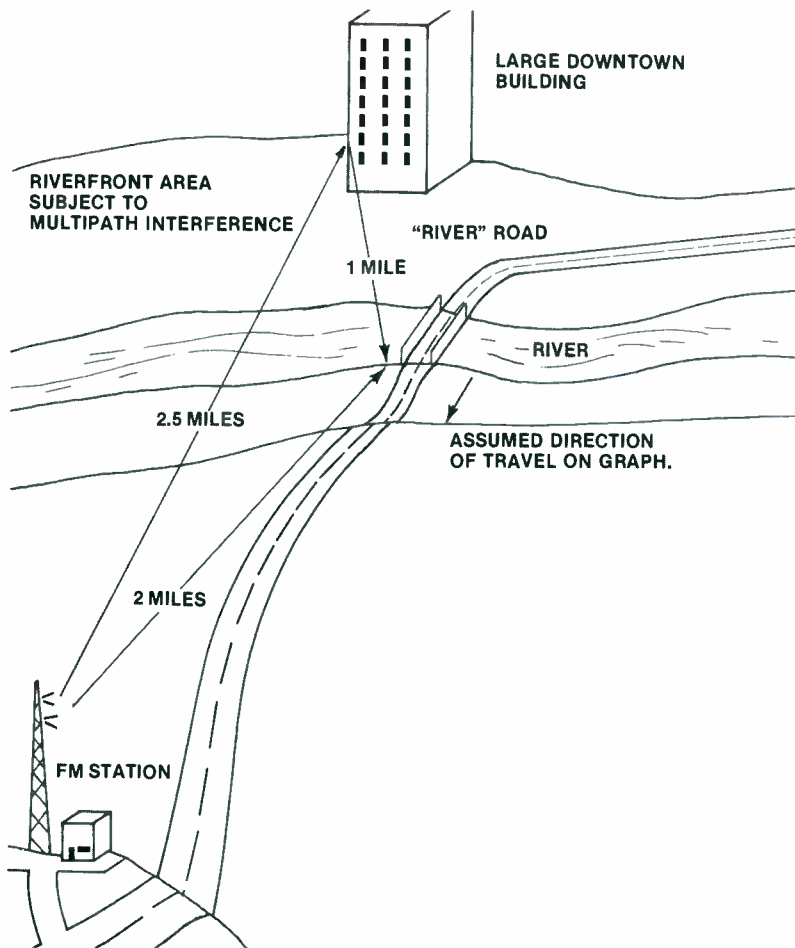 LARGE DOWNTOWN
BUILDING
RIVERFRONT AREA
SUBJECT TO
MULTIPATH INTERFERENCE
"RIVER" ROAD
1 MILE
RIVER
2.5 MILES
ASSUMED DIRECTION
OF TRAVEL ON GRAPH.
2 MILES
FM STATION